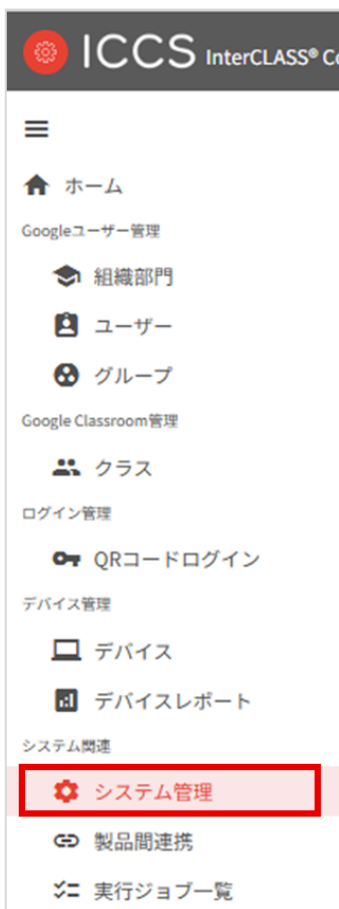 ICCS InterCLASS® Co
ホーム
Googleユーザー管理
組織部門
ユーザー
グループ
Google Classroom管理
クラス
ログイン管理
QRコードログイン
デバイス管理
デバイス
デバイスレポート
システム関連
システム管理
製品間連携
実行ジョブ一覧